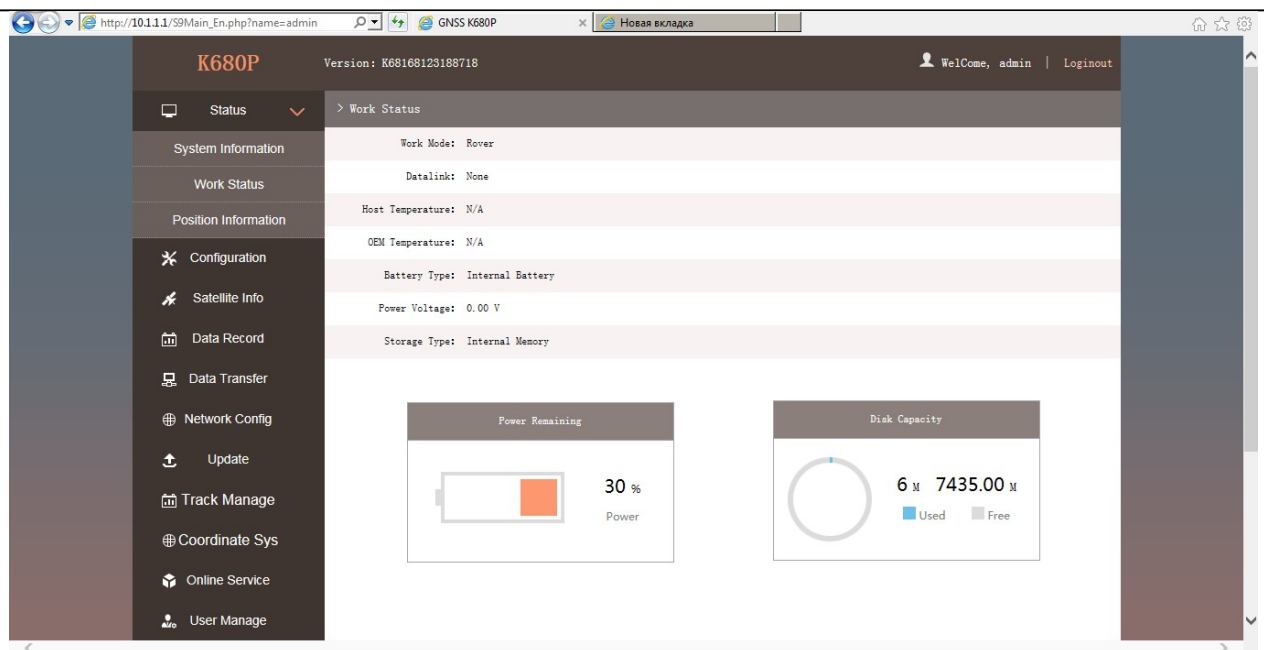 http://10.1.1.1/S9Main_En.php?name=admin
GNSS K680P
Новая вкладка
K680P
Version: K68168123188718
WelCome, admin | Loginout
Status
> Work Status
System Information
Work Status
Position Information
Configuration
Satellite Info
Data Record
Data Transfer
Network Config
Update
Track Manage
Coordinate Sys
Online Service
User Manage
Work Mode: Rover
Datalink: None
Host Temperature: N/A
OEM Temperature: N/A
Battery Type: Internal Battery
Power Voltage: 0.00 V
Storage Type: Internal Memory
Power Remaining
30 %
Power
Disk Capacity
6 M 7435.00 M
Used Free